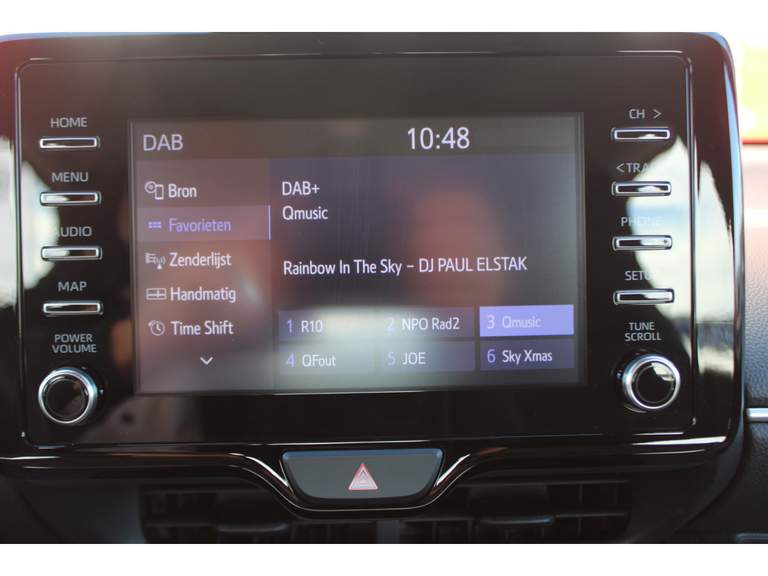 HOME
MENU
AUDIO
MAP
POWER
VOLUME
DAB
10:48
Bron
Favorieten
Zenderlijst
Handmatig
Time Shift
DAB+
Qmusic
Rainbow In The Sky – DJ PAUL ELSTAK
1 R10
2 NPO Rad2
3 Qmusic
4 QFout
5 JOE
6 Sky Xmas
CH >
< TRACK
PHONE
SETUP
TUNE
SCROLL